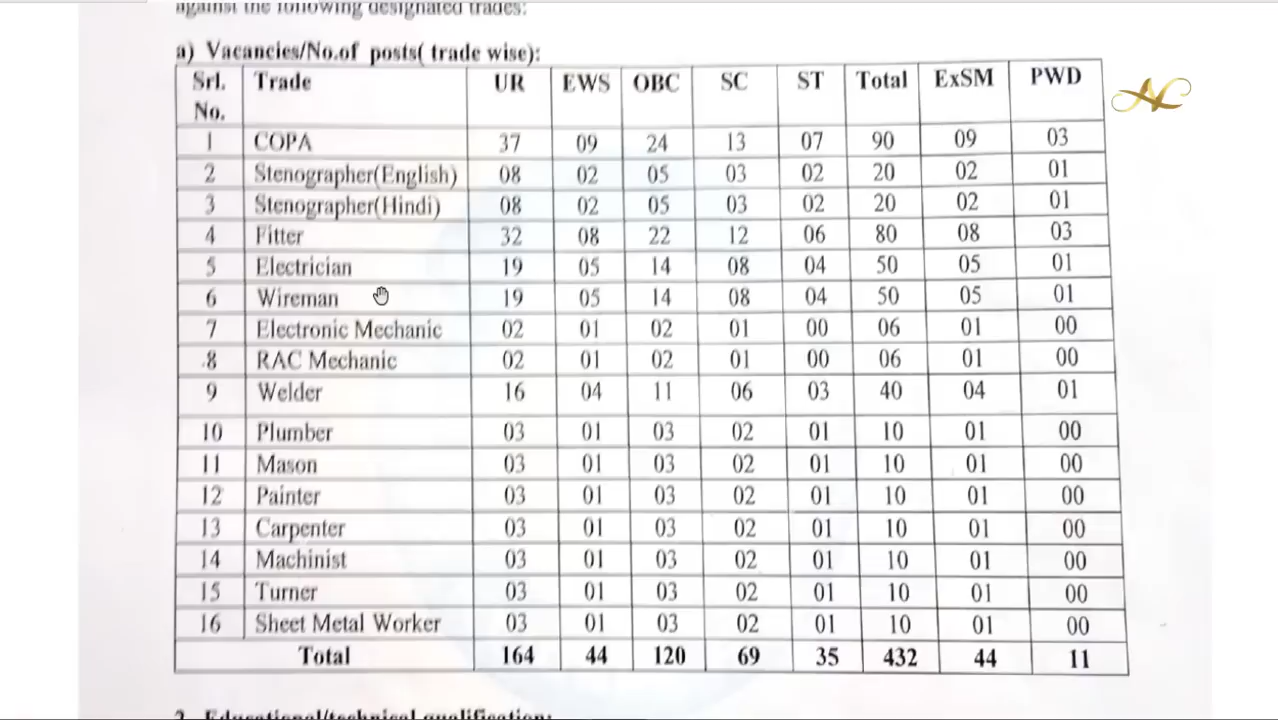 against the following designated trades:
a) Vacancies/No.of posts( trade wise):
Srl. No. Trade UR EWS OBC SC ST Total ExSM PWD
1 COPA 37 09 24 13 07 90 09 03
2 Stenographer(English) 08 02 05 03 02 20 02 01
3 Stenographer(Hindi) 08 02 05 03 02 20 02 01
4 Fitter 32 08 22 12 06 80 08 03
5 Electrician 19 05 14 08 04 50 05 01
6 Wireman 19 05 14 08 04 50 05 01
7 Electronic Mechanic 02 01 02 01 00 06 01 00
8 RAC Mechanic 02 01 02 01 00 06 01 00
9 Welder 16 04 11 06 03 40 04 01
10 Plumber 03 01 03 02 01 10 01 00
11 Mason 03 01 03 02 01 10 01 00
12 Painter 03 01 03 02 01 10 01 00
13 Carpenter 03 01 03 02 01 10 01 00
14 Machinist 03 01 03 02 01 10 01 00
15 Turner 03 01 03 02 01 10 01 00
16 Sheet Metal Worker 03 01 03 02 01 10 01 00
Total 164 44 120 69 35 432 44 11
2. Educational/technical qualification:
AC